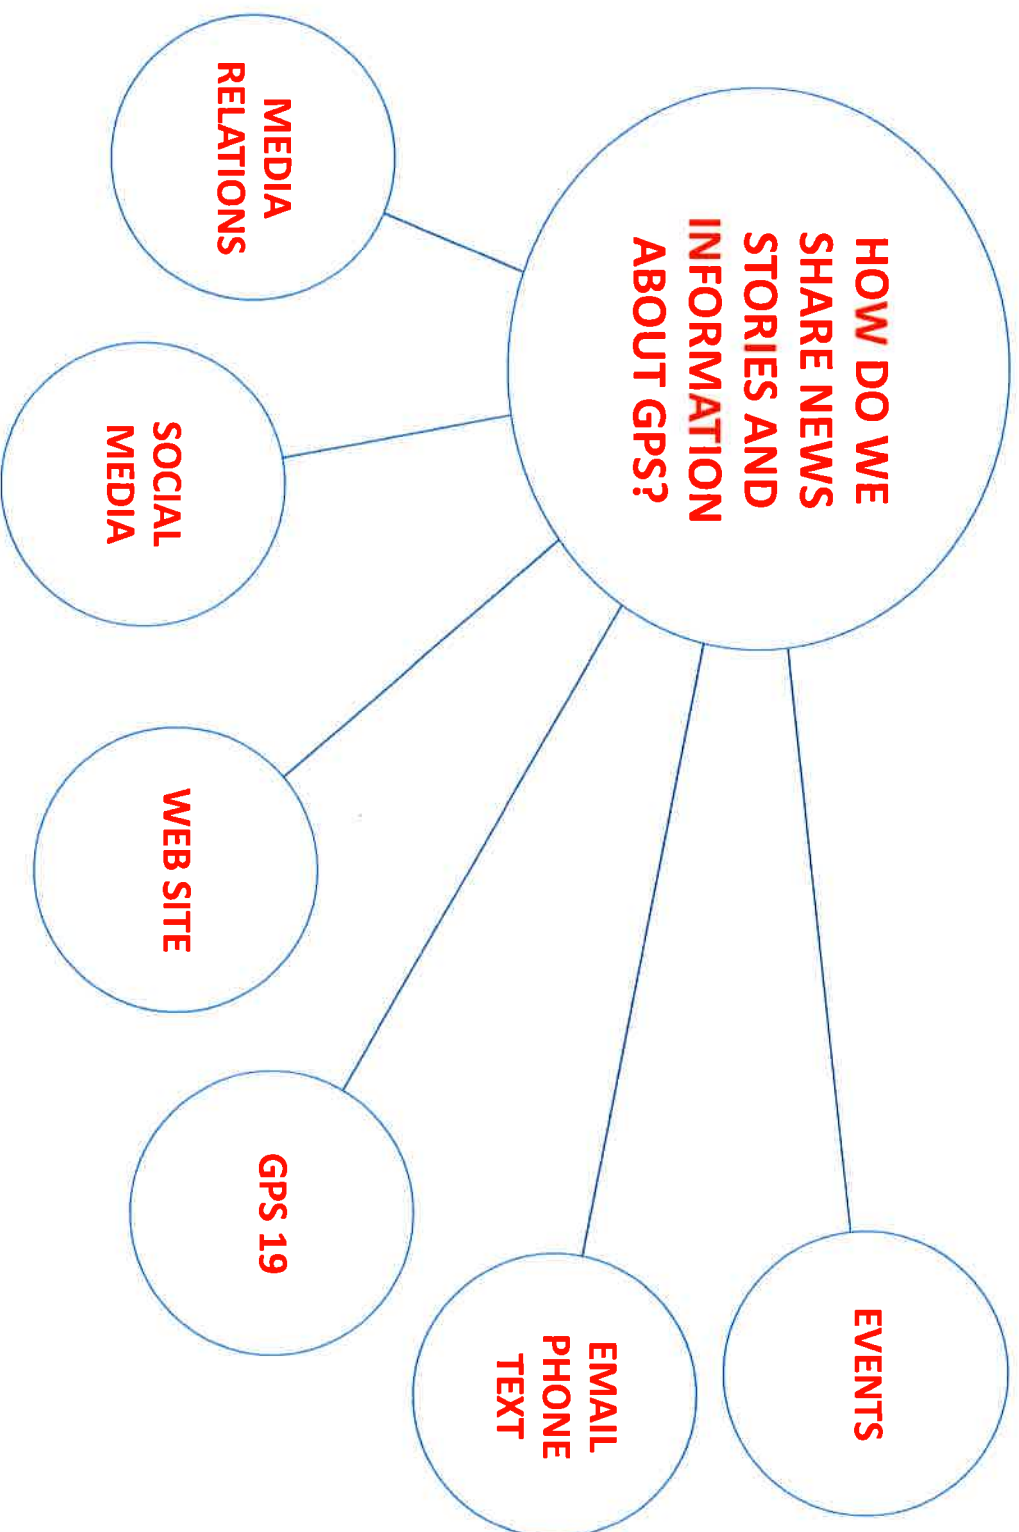 HOW DO WE
SHARE NEWS
STORIES AND
INFORMATION
ABOUT GPS?
MEDIA
RELATIONS
SOCIAL
MEDIA
WEB SITE
GPS 19
EMAIL
PHONE
TEXT
EVENTS